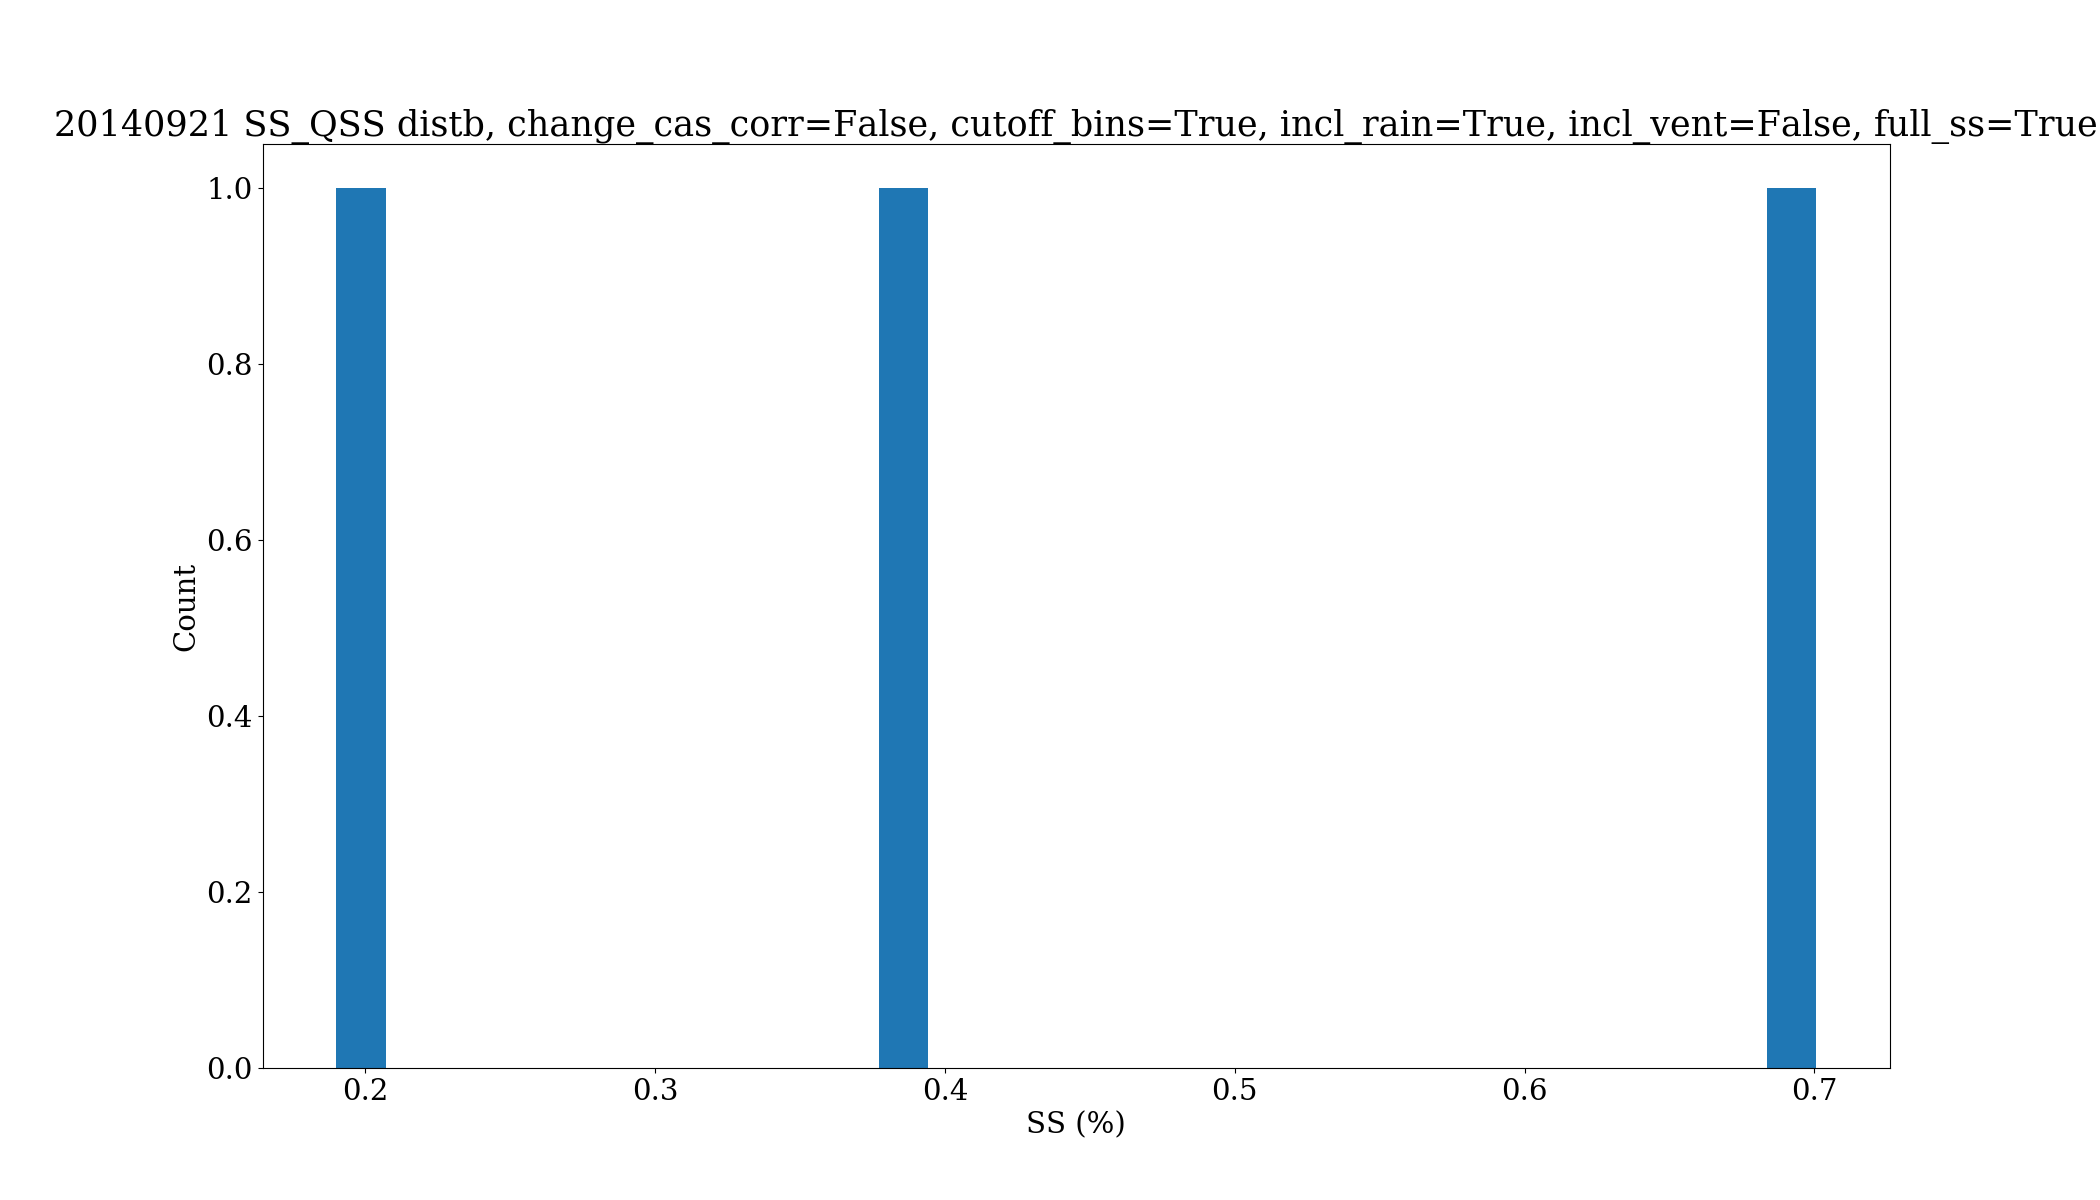 20140921 SS_QSS distb, change_cas_corr=False, cutoff_bins=True, incl_rain=True, incl_vent=False, full_ss=True
1.0
0.8
0.6
0.4
0.2
0.0
Count
0.2 0.3 0.4 0.5 0.6 0.7
SS (%)